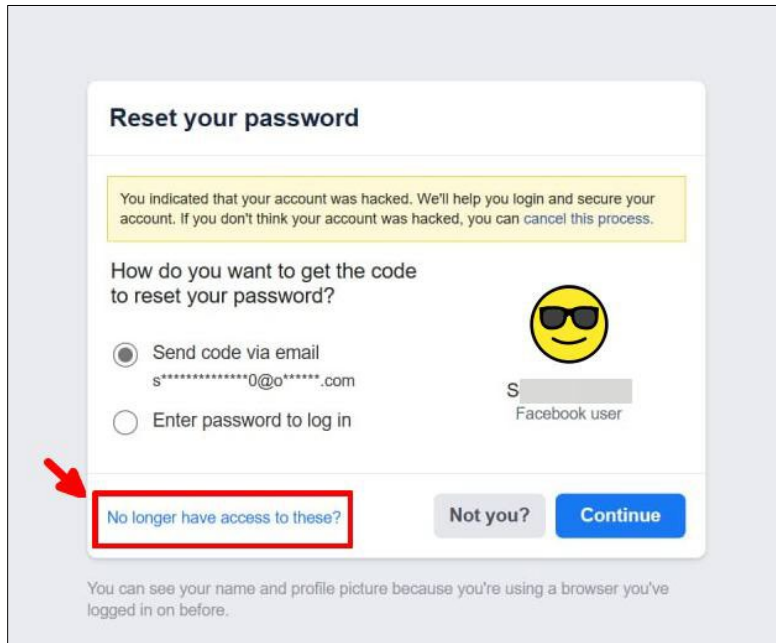 Reset your password
You indicated that your account was hacked. We'll help you login and secure your
account. If you don't think your account was hacked, you can cancel this process.
How do you want to get the code
to reset your password?
Send code via email
s**************0@o******.com
Enter password to log in
S
Facebook user
No longer have access to these?
Not you?
Continue
You can see your name and profile picture because you're using a browser you've
logged in on before.